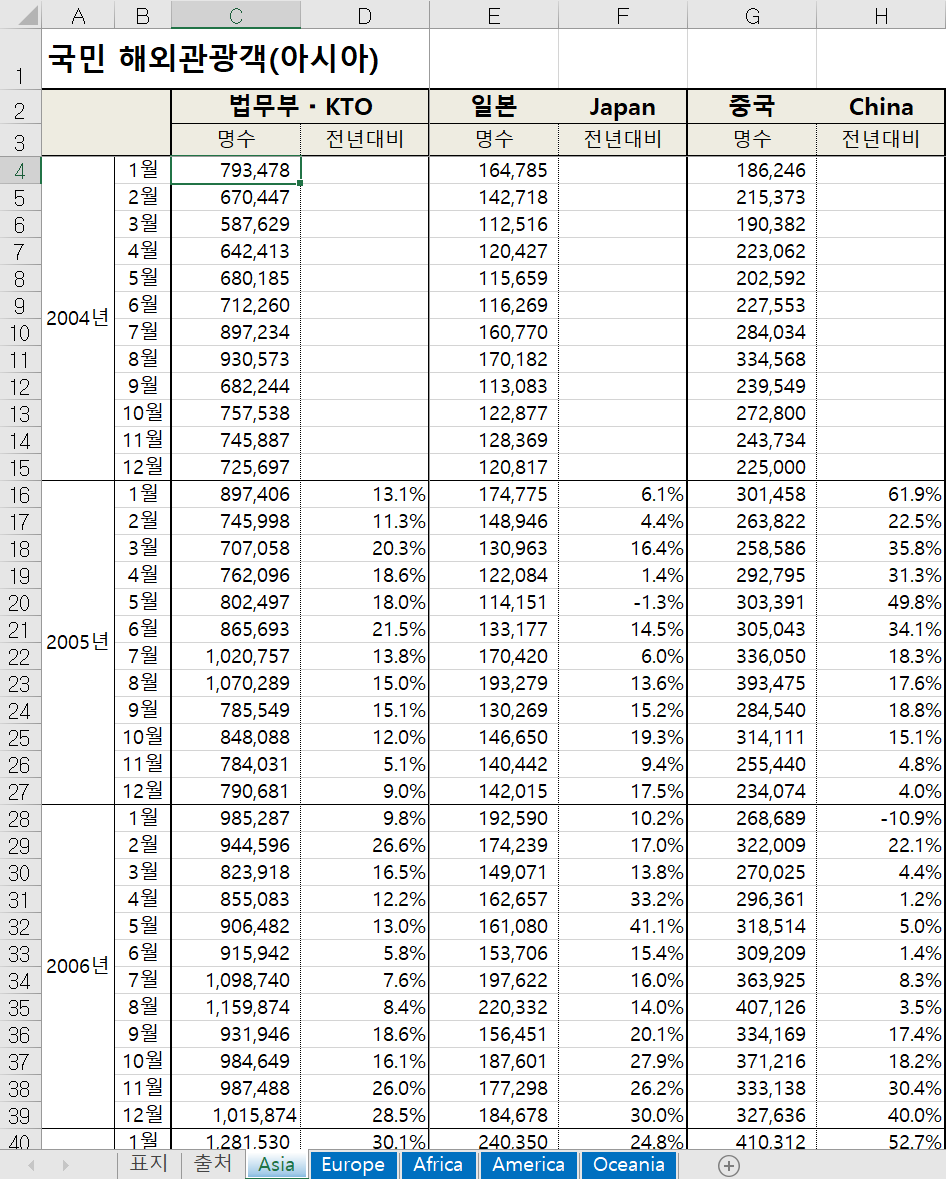 A B C D E F G H
1 국민 해외관광객(아시아)
2 법무부 · KTO 일본 Japan 중국 China
3 명수 전년대비 명수 전년대비 명수 전년대비
4 1월 793,478 164,785 186,246
5 2월 670,447 142,718 215,373
6 3월 587,629 112,516 190,382
7 4월 642,413 120,427 223,062
8 5월 680,185 115,659 202,592
9 2004년 6월 712,260 116,269 227,553
10 7월 897,234 160,770 284,034
11 8월 930,573 170,182 334,568
12 9월 682,244 113,083 239,549
13 10월 757,538 122,877 272,800
14 11월 745,887 128,369 243,734
15 12월 725,697 120,817 225,000
16 1월 897,406 13.1% 174,775 6.1% 301,458 61.9%
17 2월 745,998 11.3% 148,946 4.4% 263,822 22.5%
18 3월 707,058 20.3% 130,963 16.4% 258,586 35.8%
19 4월 762,096 18.6% 122,084 1.4% 292,795 31.3%
20 5월 802,497 18.0% 114,151 -1.3% 303,391 49.8%
21 2005년 6월 865,693 21.5% 133,177 14.5% 305,043 34.1%
22 7월 1,020,757 13.8% 170,420 6.0% 336,050 18.3%
23 8월 1,070,289 15.0% 193,279 13.6% 393,475 17.6%
24 9월 785,549 15.1% 130,269 15.2% 284,540 18.8%
25 10월 848,088 12.0% 146,650 19.3% 314,111 15.1%
26 11월 784,031 5.1% 140,442 9.4% 255,440 4.8%
27 12월 790,681 9.0% 142,015 17.5% 234,074 4.0%
28 1월 985,287 9.8% 192,590 10.2% 268,689 -10.9%
29 2월 944,596 26.6% 174,239 17.0% 322,009 22.1%
30 3월 823,918 16.5% 149,071 13.8% 270,025 4.4%
31 4월 855,083 12.2% 162,657 33.2% 296,361 1.2%
32 5월 906,482 13.0% 161,080 41.1% 318,514 5.0%
33 2006년 6월 915,942 5.8% 153,706 15.4% 309,209 1.4%
34 7월 1,098,740 7.6% 197,622 16.0% 363,925 8.3%
35 8월 1,159,874 8.4% 220,332 14.0% 407,126 3.5%
36 9월 931,946 18.6% 156,451 20.1% 334,169 17.4%
37 10월 984,649 16.1% 187,601 27.9% 371,216 18.2%
38 11월 987,488 26.0% 177,298 26.2% 333,138 30.4%
39 12월 1,015,874 28.5% 184,678 30.0% 327,636 40.0%
40 1월 1,281,530 30.1% 240,350 24.8% 410,312 52.7%
표지 출처 Asia Europe Africa America Oceania